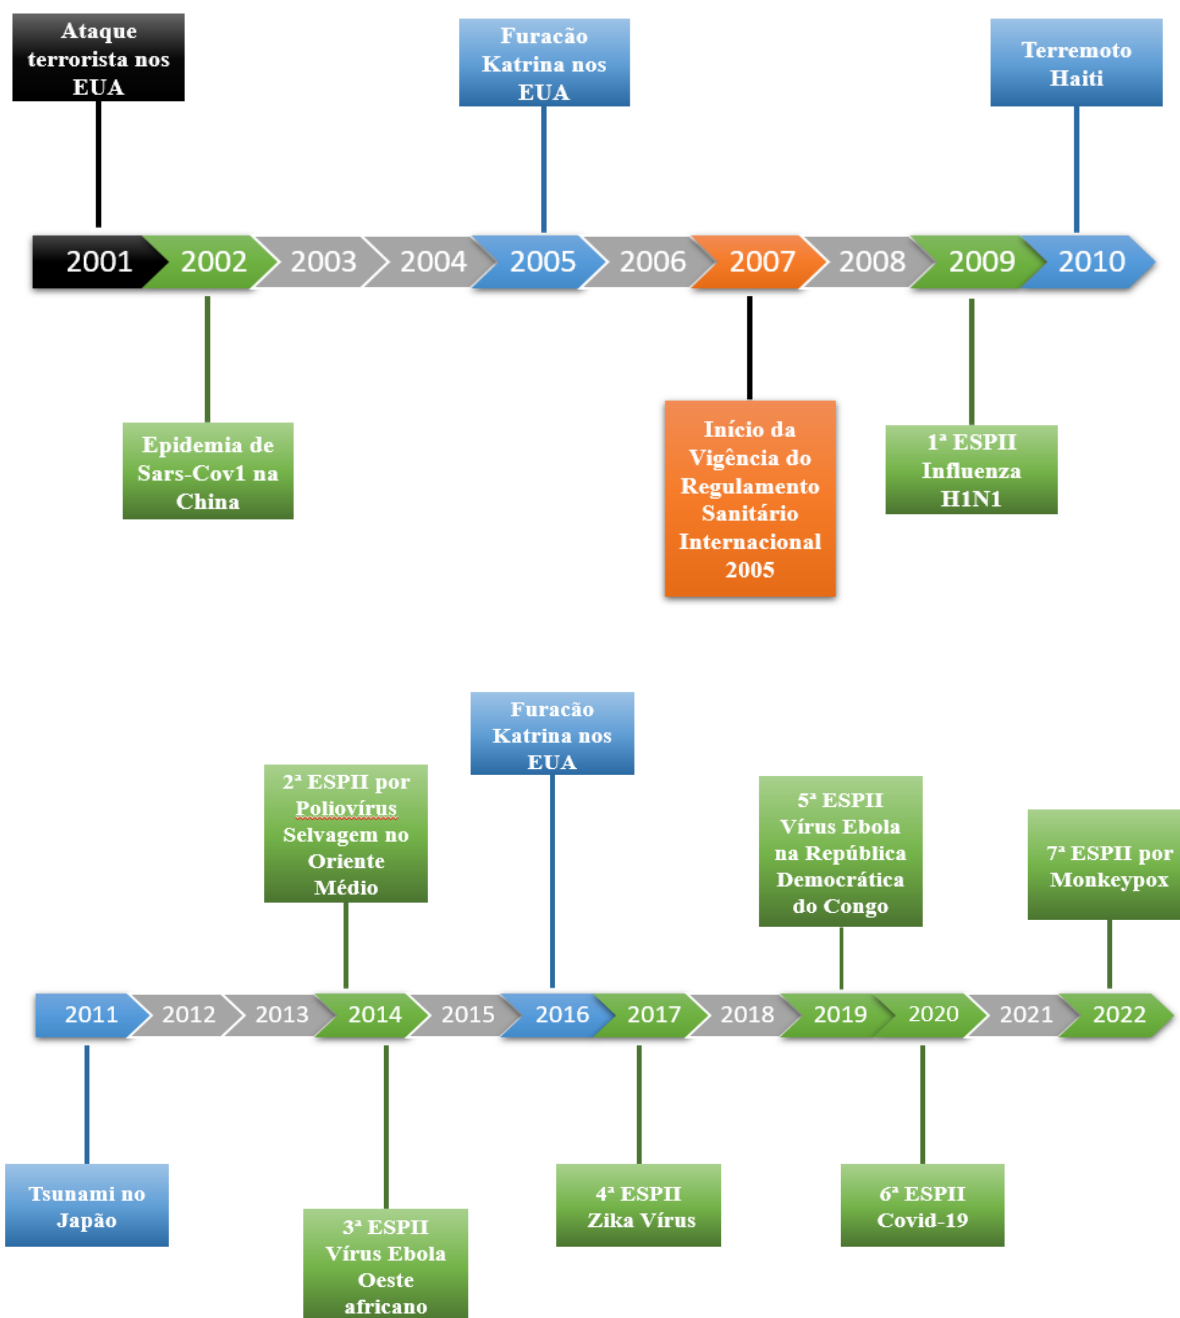 Ataque
terrorista nos
EUA
Furacão
Katrina nos
EUA
Terremoto
Haiti
2001
2002
2003
2004
2005
2006
2007
2008
2009
2010
Epidemia de
Sars-Cov1 na
China
Início da
Vigência do
Regulamento
Sanitário
Internacional
2005
1ª ESPII
Influenza
H1N1
2ª ESPII por
Poliovírus
Selvagem no
Oriente
Médio
Furacão
Katrina nos
EUA
5ª ESPII
Vírus Ebola
na República
Democrática
do Congo
7ª ESPII por
Monkeypox
2011
2012
2013
2014
2015
2016
2017
2018
2019
2020
2021
2022
Tsunami no
Japão
3ª ESPII
Vírus Ebola
Oeste
africano
4ª ESPII
Zika Vírus
6ª ESPII
Covid-19